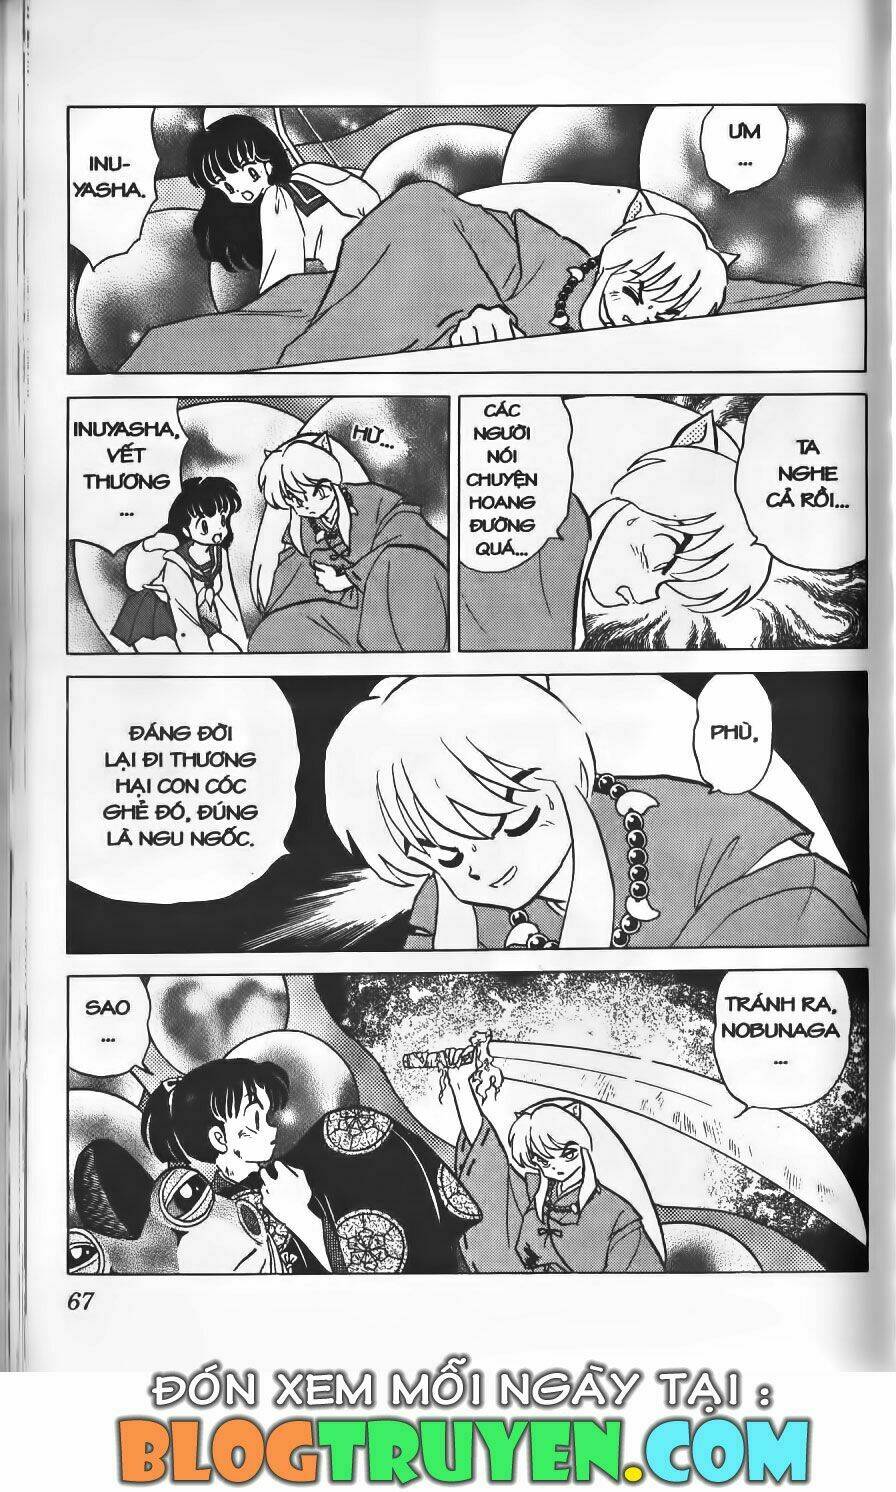 ƯM
...
INU-
YASHA.
TA
NGHE
CẢ RỒI...
CÁC
NGƯỜI
NÓI
CHUYỆN
HOANG
ĐƯỜNG
QUÁ...
HỪ...
INUYASHA,
VẾT
THƯƠNG
...
PHÙ,
ĐÁNG ĐỜI
LẠI ĐI THƯƠNG
HẠI CON CÓC
GHẺ ĐÓ, ĐÚNG
LÀ NGU NGỐC.
TRÁNH RA,
NOBUNAGA
...
SAO
...
67
ĐÓN XEM MỖI NGÀY TẠI :
BLOGTRUYEN.COM